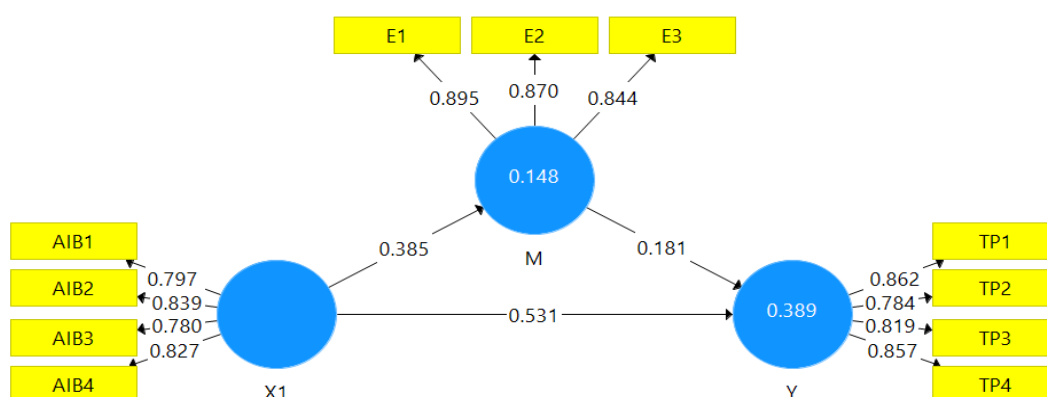 E1 E2 E3
0.895 0.870 0.844
0.148
AIB1 TP1
0.385 M 0.181
0.797 0.862
AIB2 TP2
0.839 0.784
0.531 0.389
AIB3 TP3
0.780 0.819
0.827 0.857
AIB4 TP4
X1 Y